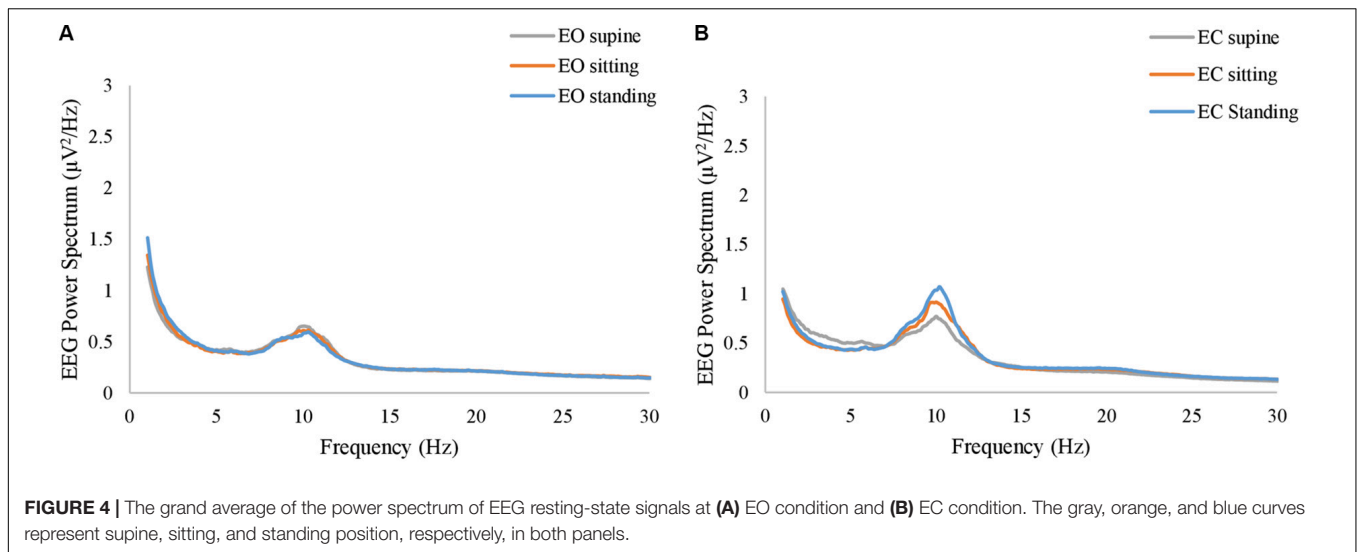 A
EO supine
EO sitting
EO standing
EEG Power Spectrum (µV²/Hz)
3
2.5
2
1.5
1
0.5
0
0 5 10 15 20 25 30
Frequency (Hz)
B
EC supine
EC sitting
EC Standing
EEG Power Spectrum (µV²/Hz)
3
2.5
2
1.5
1
0.5
0
0 5 10 15 20 25 30
Frequency (Hz)
FIGURE 4 | The grand average of the power spectrum of EEG resting-state signals at (A) EO condition and (B) EC condition. The gray, orange, and blue curves
represent supine, sitting, and standing position, respectively, in both panels.